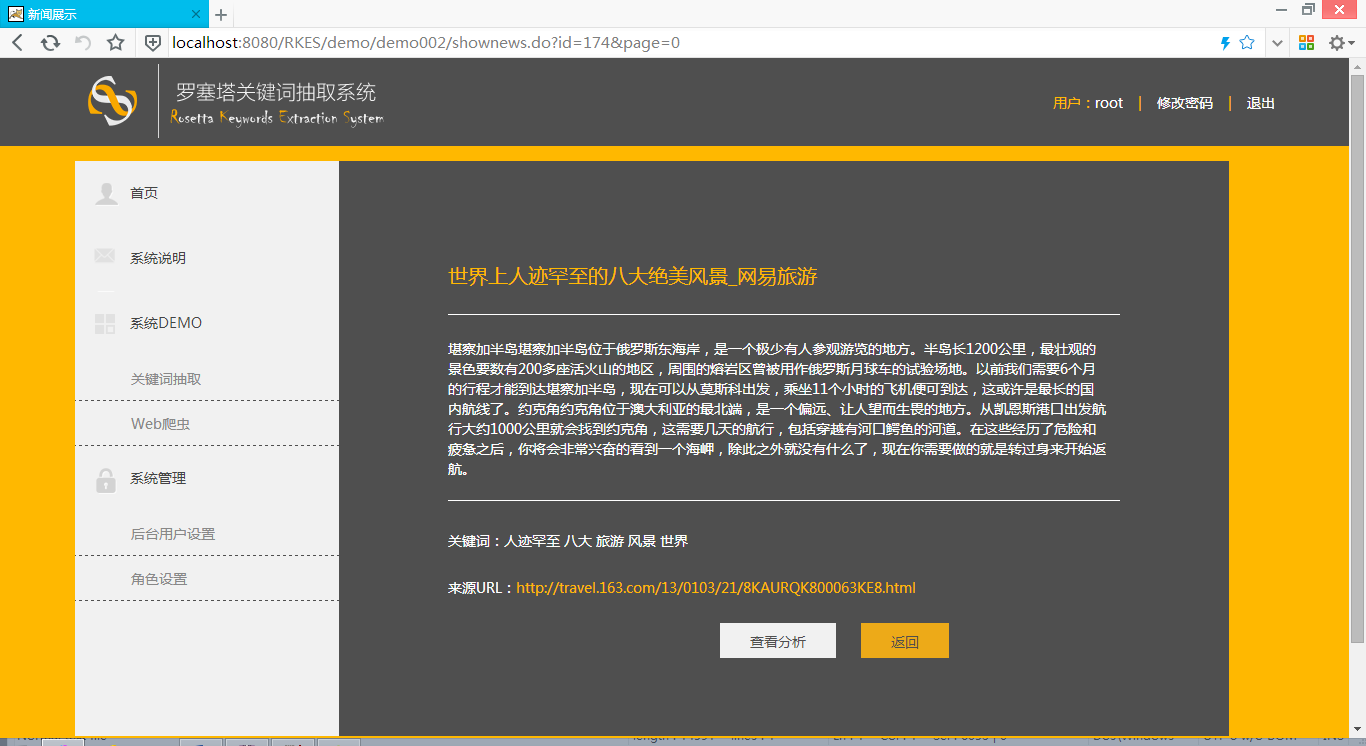 新闻展示
localhost:8080/RKES/demo/demo002/shownews.do?id=174&page=0
罗塞塔关键词抽取系统
Rosetta Keywords Extraction System
用户：root | 修改密码 | 退出
首页
系统说明
系统DEMO
关键词抽取
Web爬虫
系统管理
后台用户设置
角色设置
世界上人迹罕至的八大绝美风景_网易旅游
堪察加半岛堪察加半岛位于俄罗斯东海岸，是一个极少有人参观游览的地方。半岛长1200公里，最壮观的
景色要数有200多座活火山的地区，周围的熔岩区曾被用作俄罗斯月球车的试验场地。以前我们需要6个月
的行程才能到达堪察加半岛，现在可以从莫斯科出发，乘坐11个小时的飞机便可到达，这或许是最长的国
内航线了。约克角约克角位于澳大利亚的最北端，是一个偏远、让人望而生畏的地方。从凯恩斯港口出发航
行大约1000公里就会找到约克角，这需要几天的航行，包括穿越有河口鳄鱼的河道。在这些经历了危险和
疲惫之后，你将会非常兴奋的看到一个海岬，除此之外就没有什么了，现在你需要做的就是转过身来开始返
航。
关键词：人迹罕至 八大 旅游 风景 世界
来源URL：http://travel.163.com/13/0103/21/8KAURQK800063KE8.html
查看分析
返回